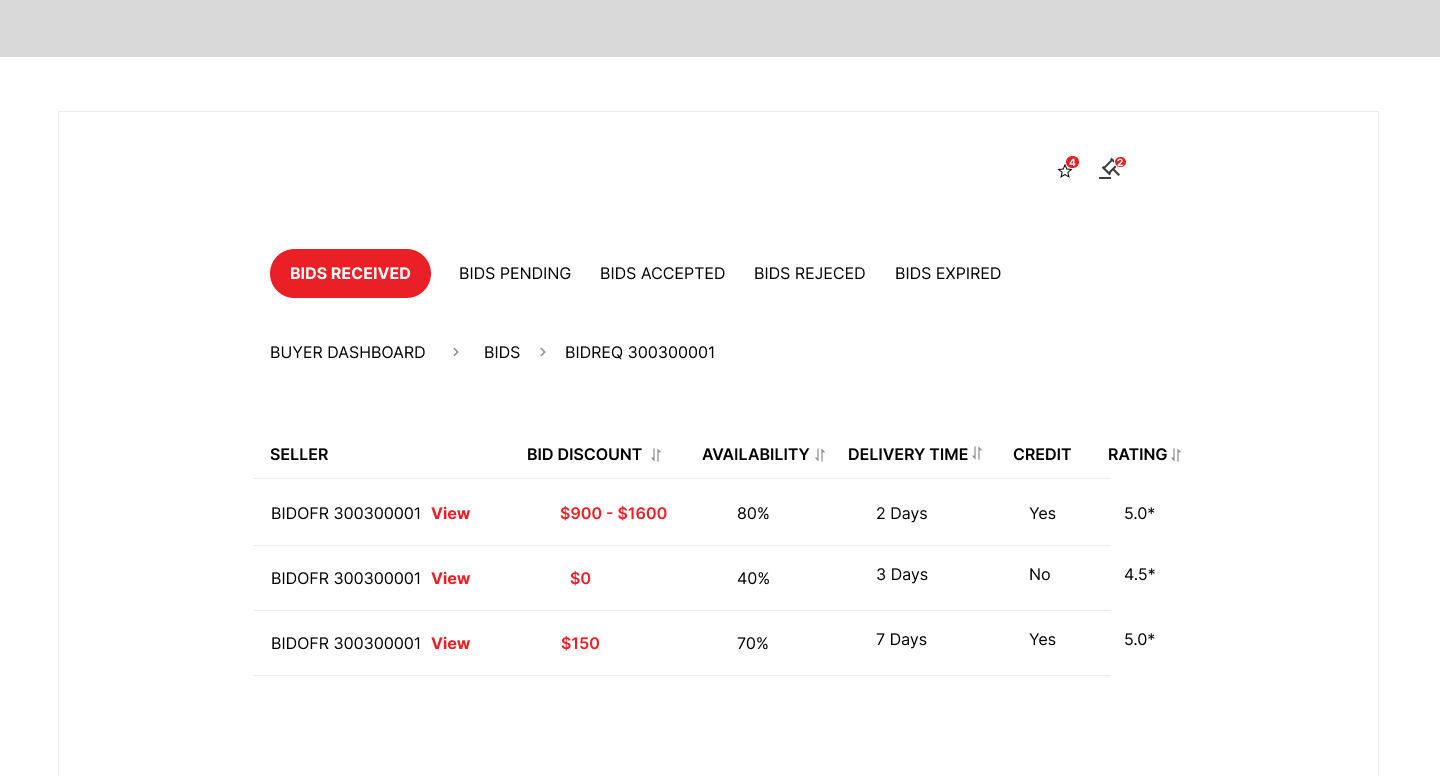 4 2
BIDS RECEIVED BIDS PENDING BIDS ACCEPTED BIDS REJECED BIDS EXPIRED
BUYER DASHBOARD > BIDS > BIDREQ 300300001
SELLER BID DISCOUNT AVAILABILITY DELIVERY TIME CREDIT RATING
BIDOFR 300300001 View $900 - $1600 80% 2 Days Yes 5.0*
BIDOFR 300300001 View $0 40% 3 Days No 4.5*
BIDOFR 300300001 View $150 70% 7 Days Yes 5.0*